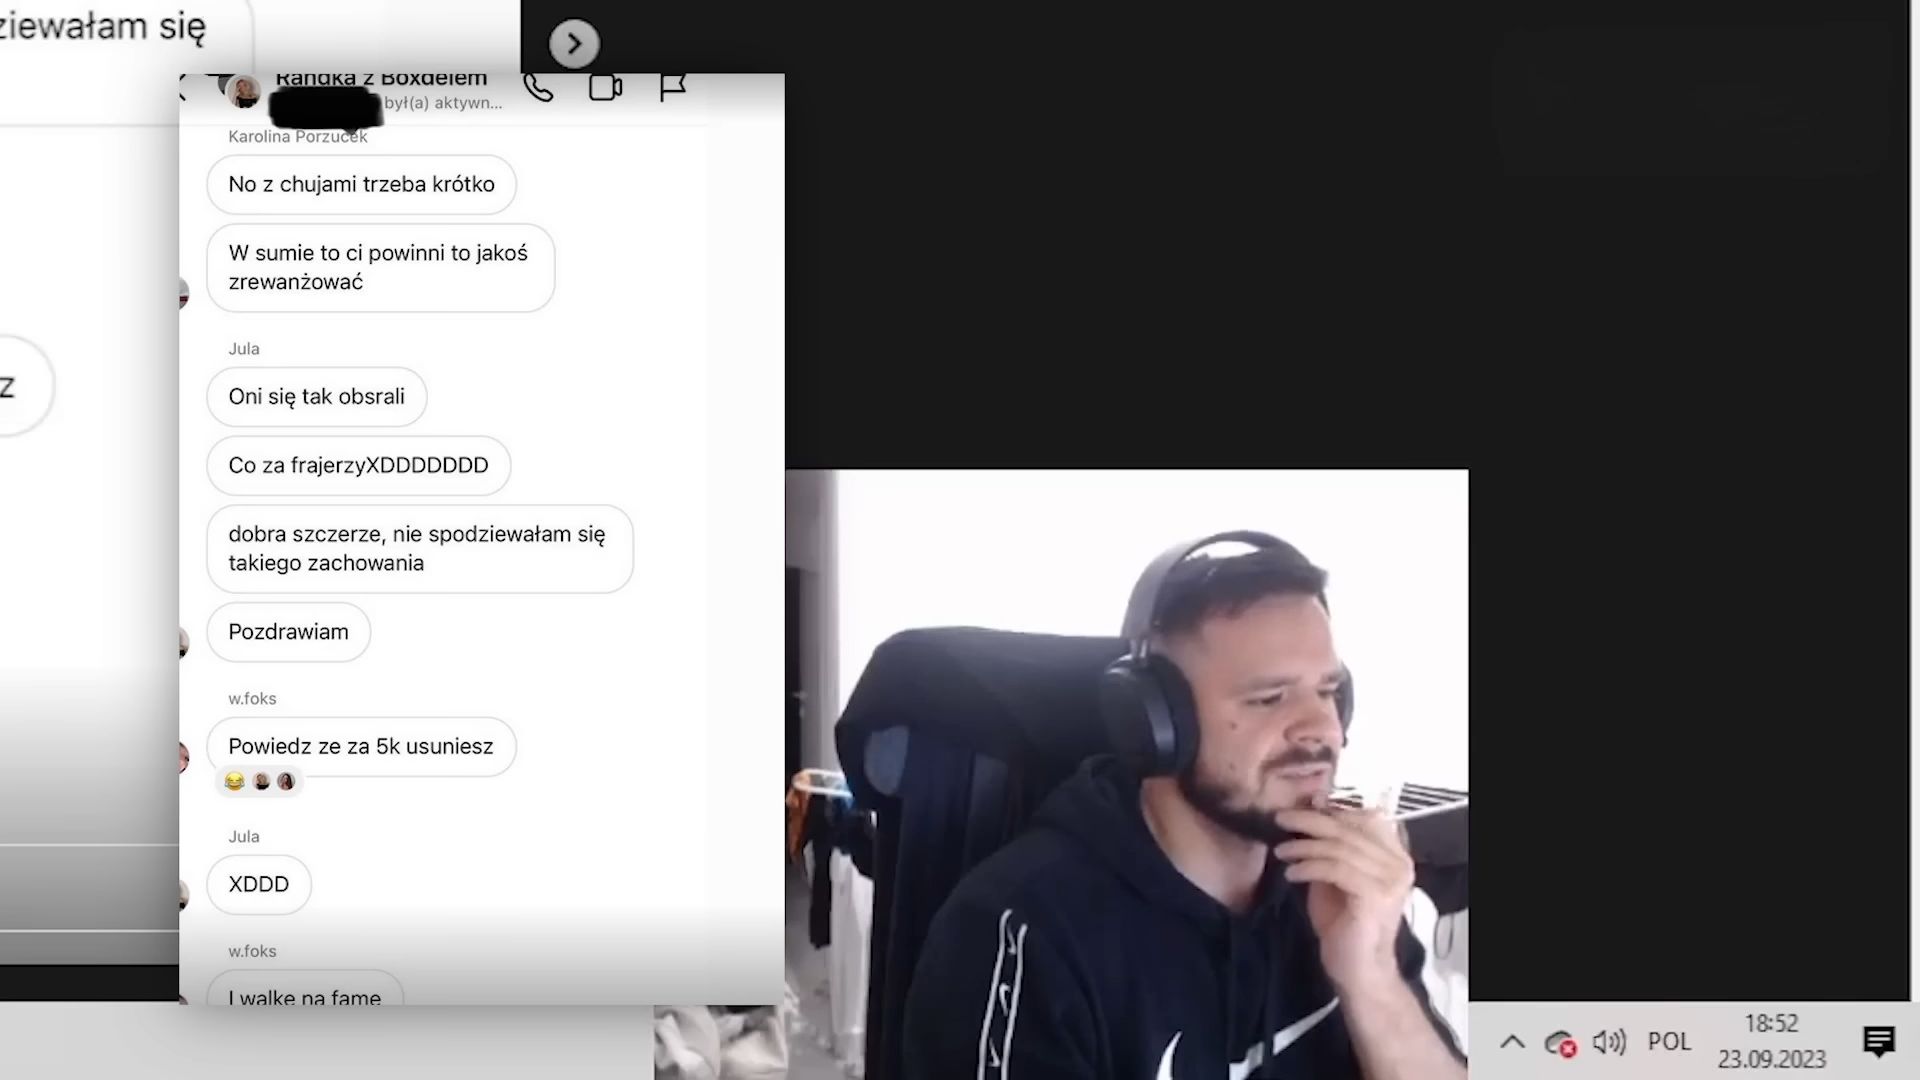 ziewałam się
z
Randka z Boxdelem
był(a) aktywn...
Karolina Porzucek
No z chujami trzeba krótko
W sumie to ci powinni to jakoś
zrewanżować
Jula
Oni się tak obsrali
Co za frajerzyXDDDDDDD
dobra szczerze, nie spodziewałam się
takiego zachowania
Pozdrawiam
w.foks
Powiedz ze za 5k usuniesz
Jula
XDDD
w.foks
I walke na fame
POL
18:52
23.09.2023